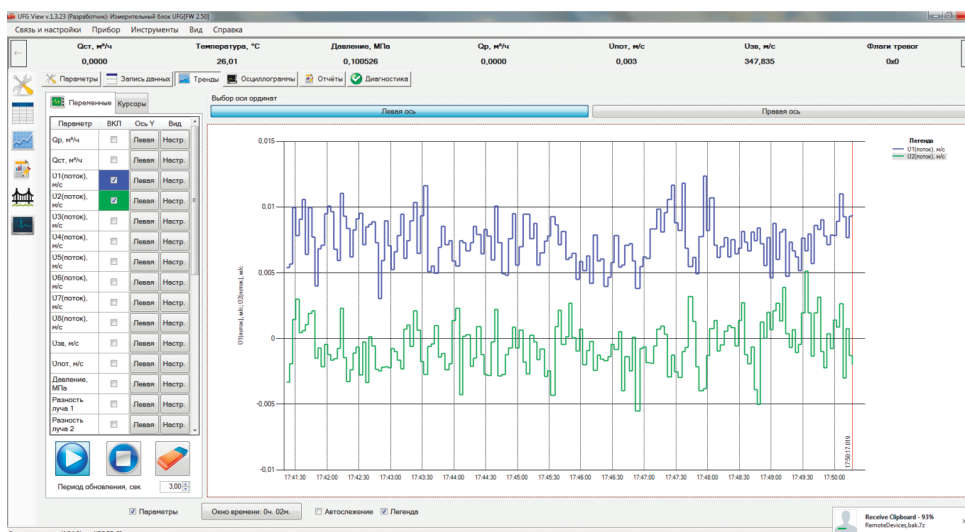 UFG View v.1.3.23 (Разработчик): Измерительный блок UFG[FW 2.50]
Связь и настройки Прибор Инструменты Вид Справка
Qст, м³/ч Температура, °C Давление, МПа Qр, м³/ч Uпот, м/с Uзв, м/с Флаги тревог
0,0000 26,01 0,100526 0,0000 0,003 347,835 0x0
Параметры Запись данных Тренды Осциллограммы Отчёты Диагностика
Переменные Курсоры
Выбор оси ординат
Левая ось Правая ось
Параметр ВКЛ Ось Y Вид
Qр, м³/ч Левая Настр.
Qст, м³/ч Левая Настр.
U1(поток), м/с Левая Настр.
U2(поток), м/с Левая Настр.
U3(поток), м/с Левая Настр.
U4(поток), м/с Левая Настр.
U5(поток), м/с Левая Настр.
U6(поток), м/с Левая Настр.
U7(поток), м/с Левая Настр.
U8(поток), м/с Левая Настр.
Uзв, м/с Левая Настр.
Uпот, м/с Левая Настр.
Давление, МПа Левая Настр.
Разность луча 1 Левая Настр.
Разность луча 2 Левая Настр.
Период обновления, сек 3,00
0,015
0,01
0,005
0
-0,005
-0,01
U1(поток), м/с; U2(поток), м/с
Легенда
U1(поток), м/с
U2(поток), м/с
17:50:17.019
17:41:30 17:42:00 17:42:30 17:43:00 17:43:30 17:44:00 17:44:30 17:45:00 17:45:30 17:46:00 17:46:30 17:47:00 17:47:30 17:48:00 17:48:30 17:49:00 17:49:30 17:50:00
Параметры Окно времени: 0ч. 02м. Автослежение Легенда
Receive Clipboard - 93%
RemoteDevices,bak.7z